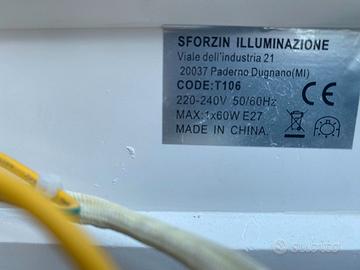 SFORZIN ILLUMINAZIONE
Viale dell'industria 21
20037 Paderno Dugnano(MI)
CODE:T106
220-240V 50/60Hz
MAX.1x60W E27
MADE IN CHINA.
CE
subito